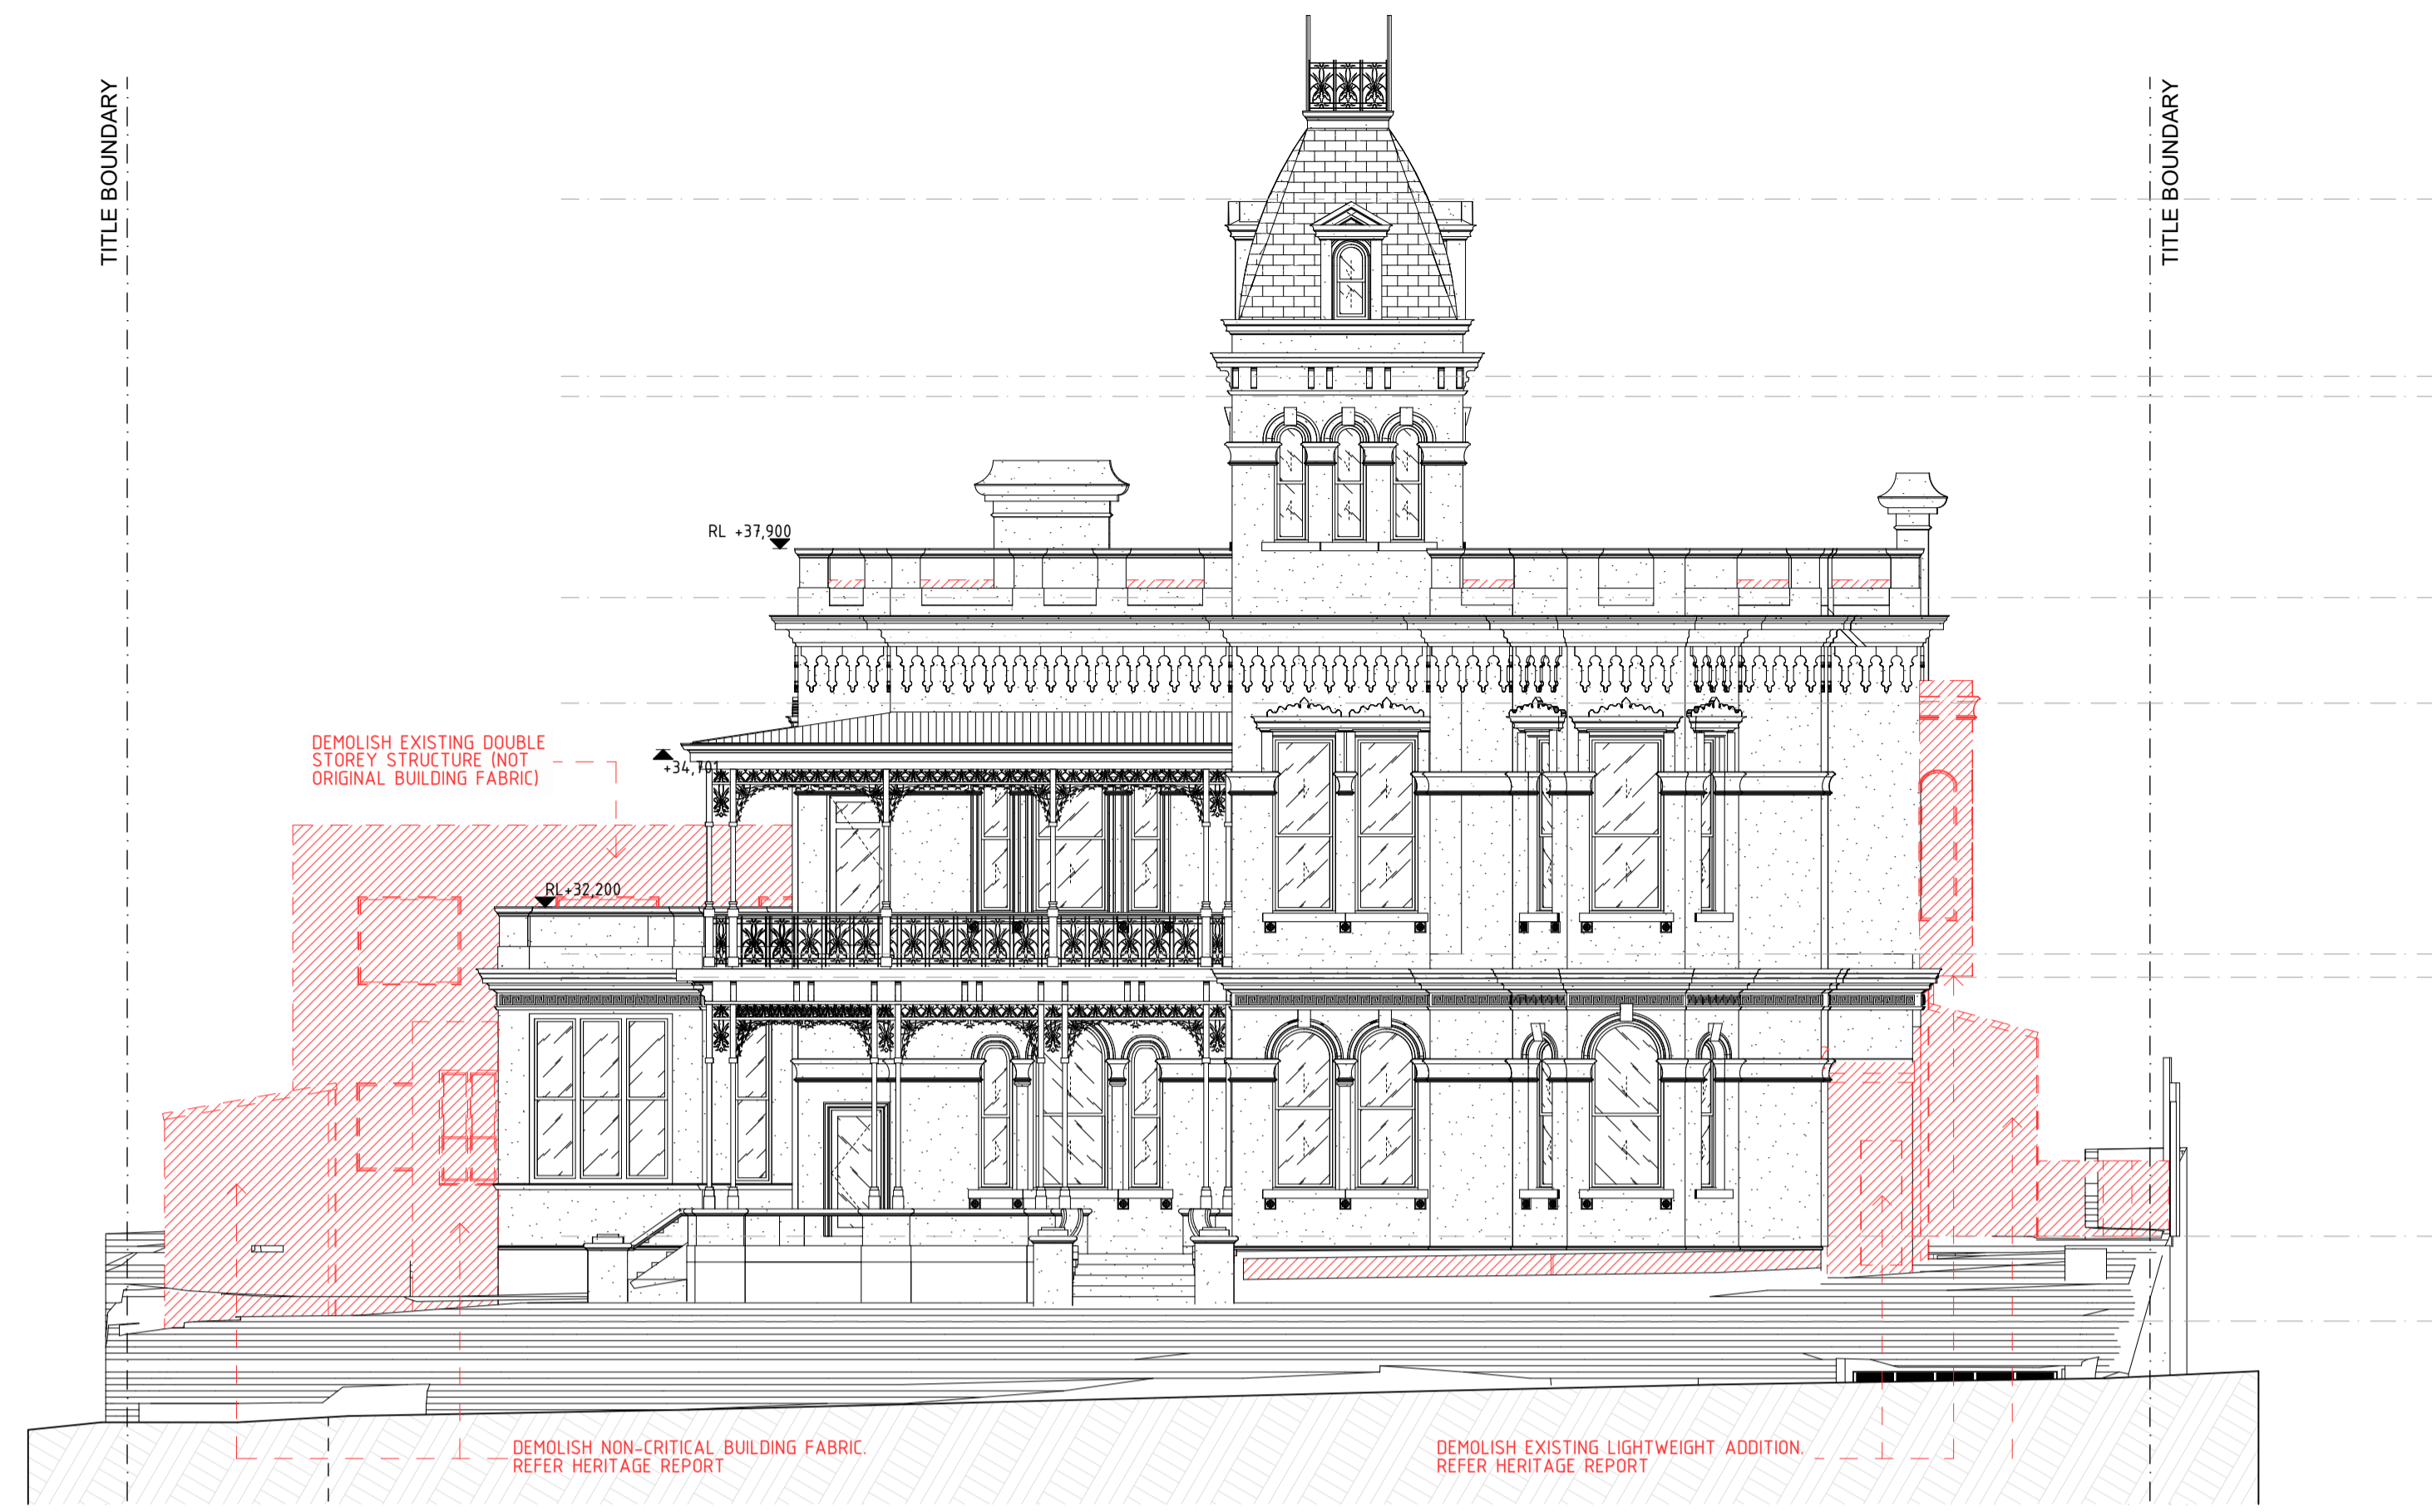 TITLE BOUNDARY
TITLE BOUNDARY
RL +37,900
DEMOLISH EXISTING DOUBLE
STOREY STRUCTURE (NOT
ORIGINAL BUILDING FABRIC)
+34,701
RL+32,200
DEMOLISH NON-CRITICAL BUILDING FABRIC.
REFER HERITAGE REPORT
DEMOLISH EXISTING LIGHTWEIGHT ADDITION.
REFER HERITAGE REPORT